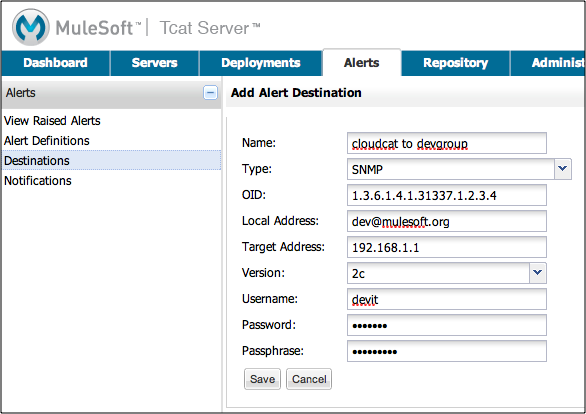 MuleSoft™ | Tcat Server™
Dashboard Servers Deployments Alerts Repository Administ
Alerts
View Raised Alerts
Alert Definitions
Destinations
Notifications
Add Alert Destination
Name: cloudcat to devgroup
Type: SNMP
OID: 1.3.6.1.4.1.31337.1.2.3.4
Local Address: dev@mulesoft.org
Target Address: 192.168.1.1
Version: 2c
Username: devit
Password: •••••••
Passphrase: •••••••••
Save Cancel